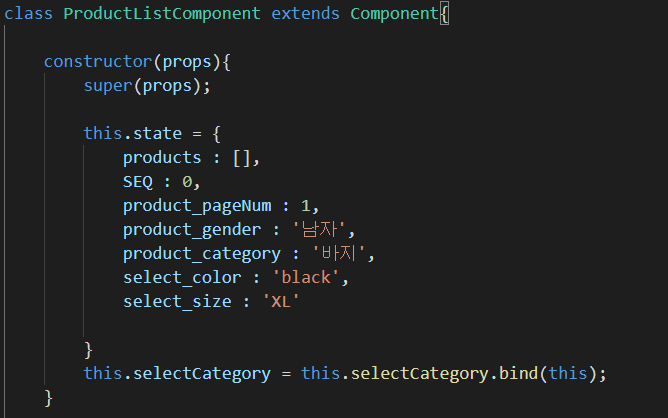 class ProductListComponent extends Component{
constructor(props){
super(props);
this.state = {
products : [],
SEQ : 0,
product_pageNum : 1,
product_gender : '남자',
product_category : '바지',
select_color : 'black',
select_size : 'XL'
}
this.selectCategory = this.selectCategory.bind(this);
}